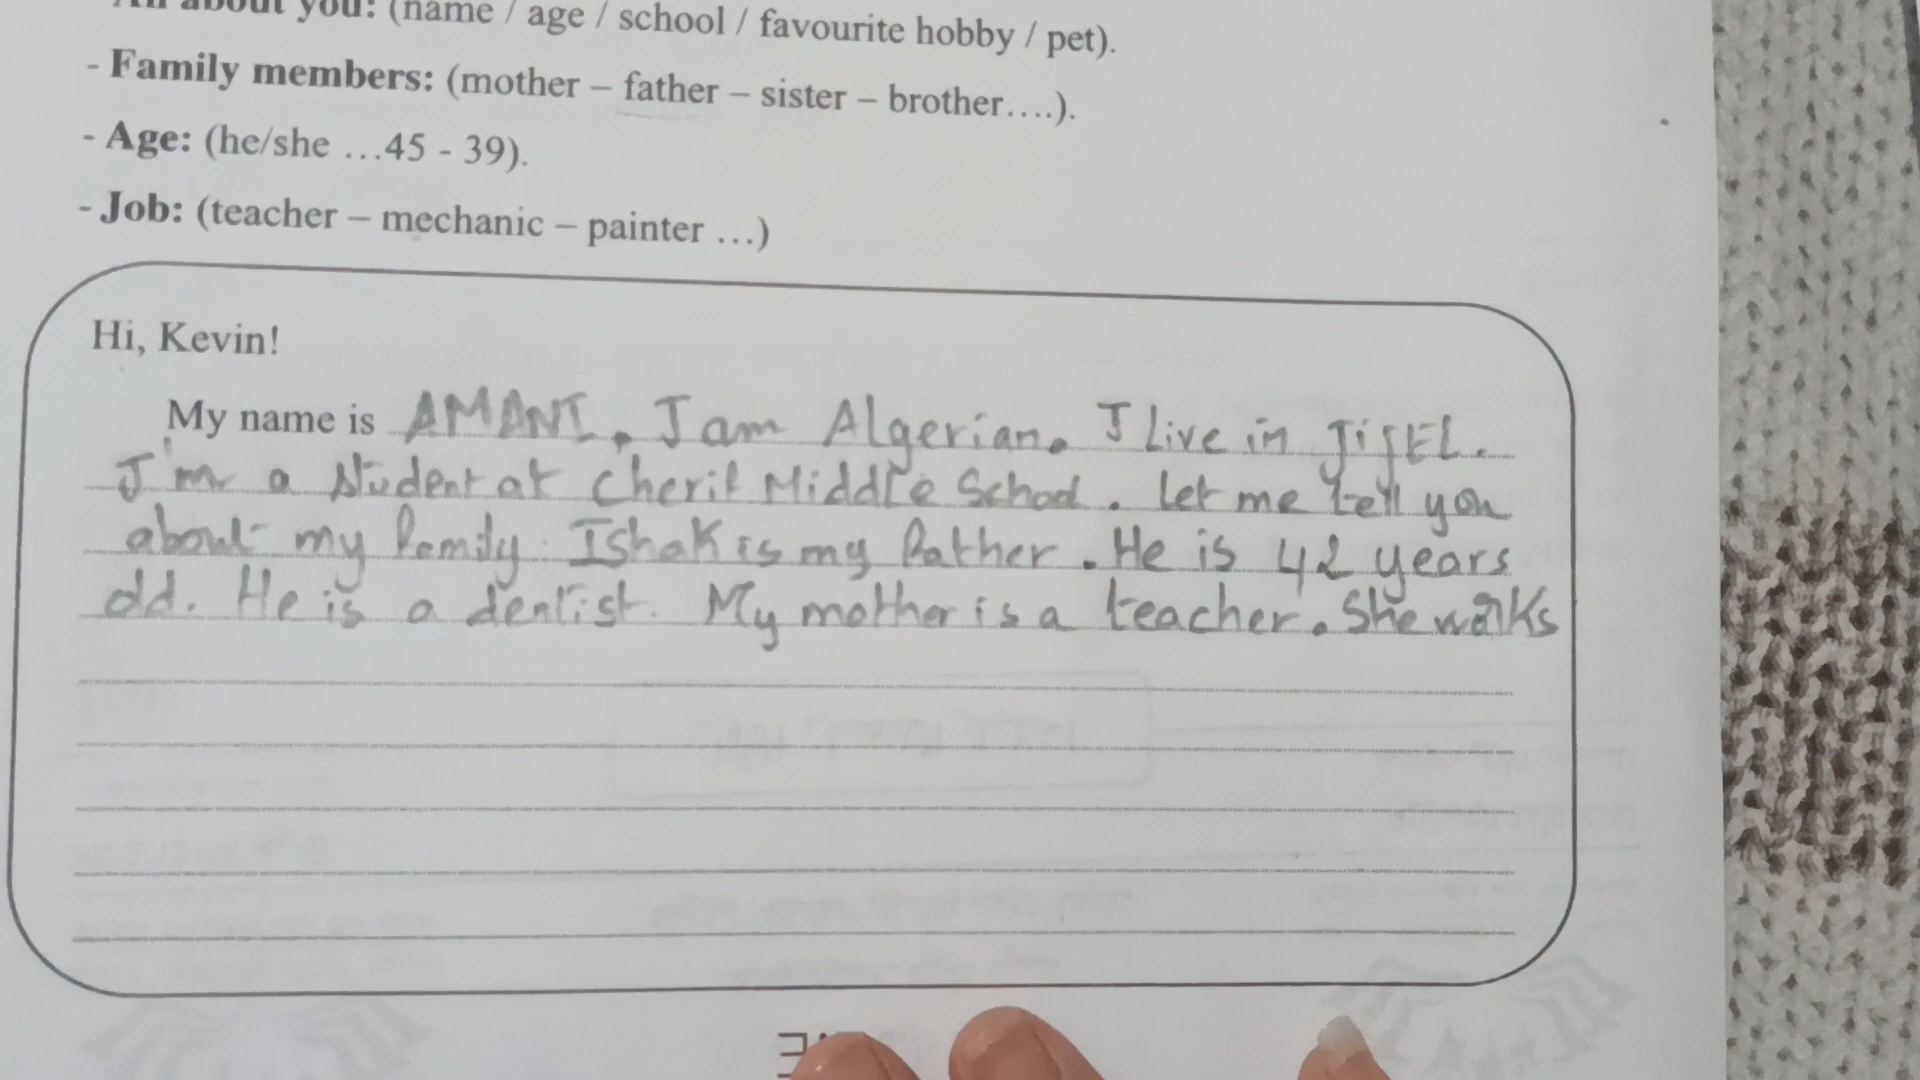 All about you: (name / age / school / favourite hobby / pet).
- Family members: (mother – father – sister – brother....).
- Age: (he/she ...45 - 39).
- Job: (teacher – mechanic – painter ...)
Hi, Kevin!
My name is AMANI. I am Algerian. I Live in JiJEL.
I'm a student at Cherif Middle School. Let me tell you
about my family. Ishak is my father. He is 42 years
old. He is a dentist. My mother is a teacher. She works